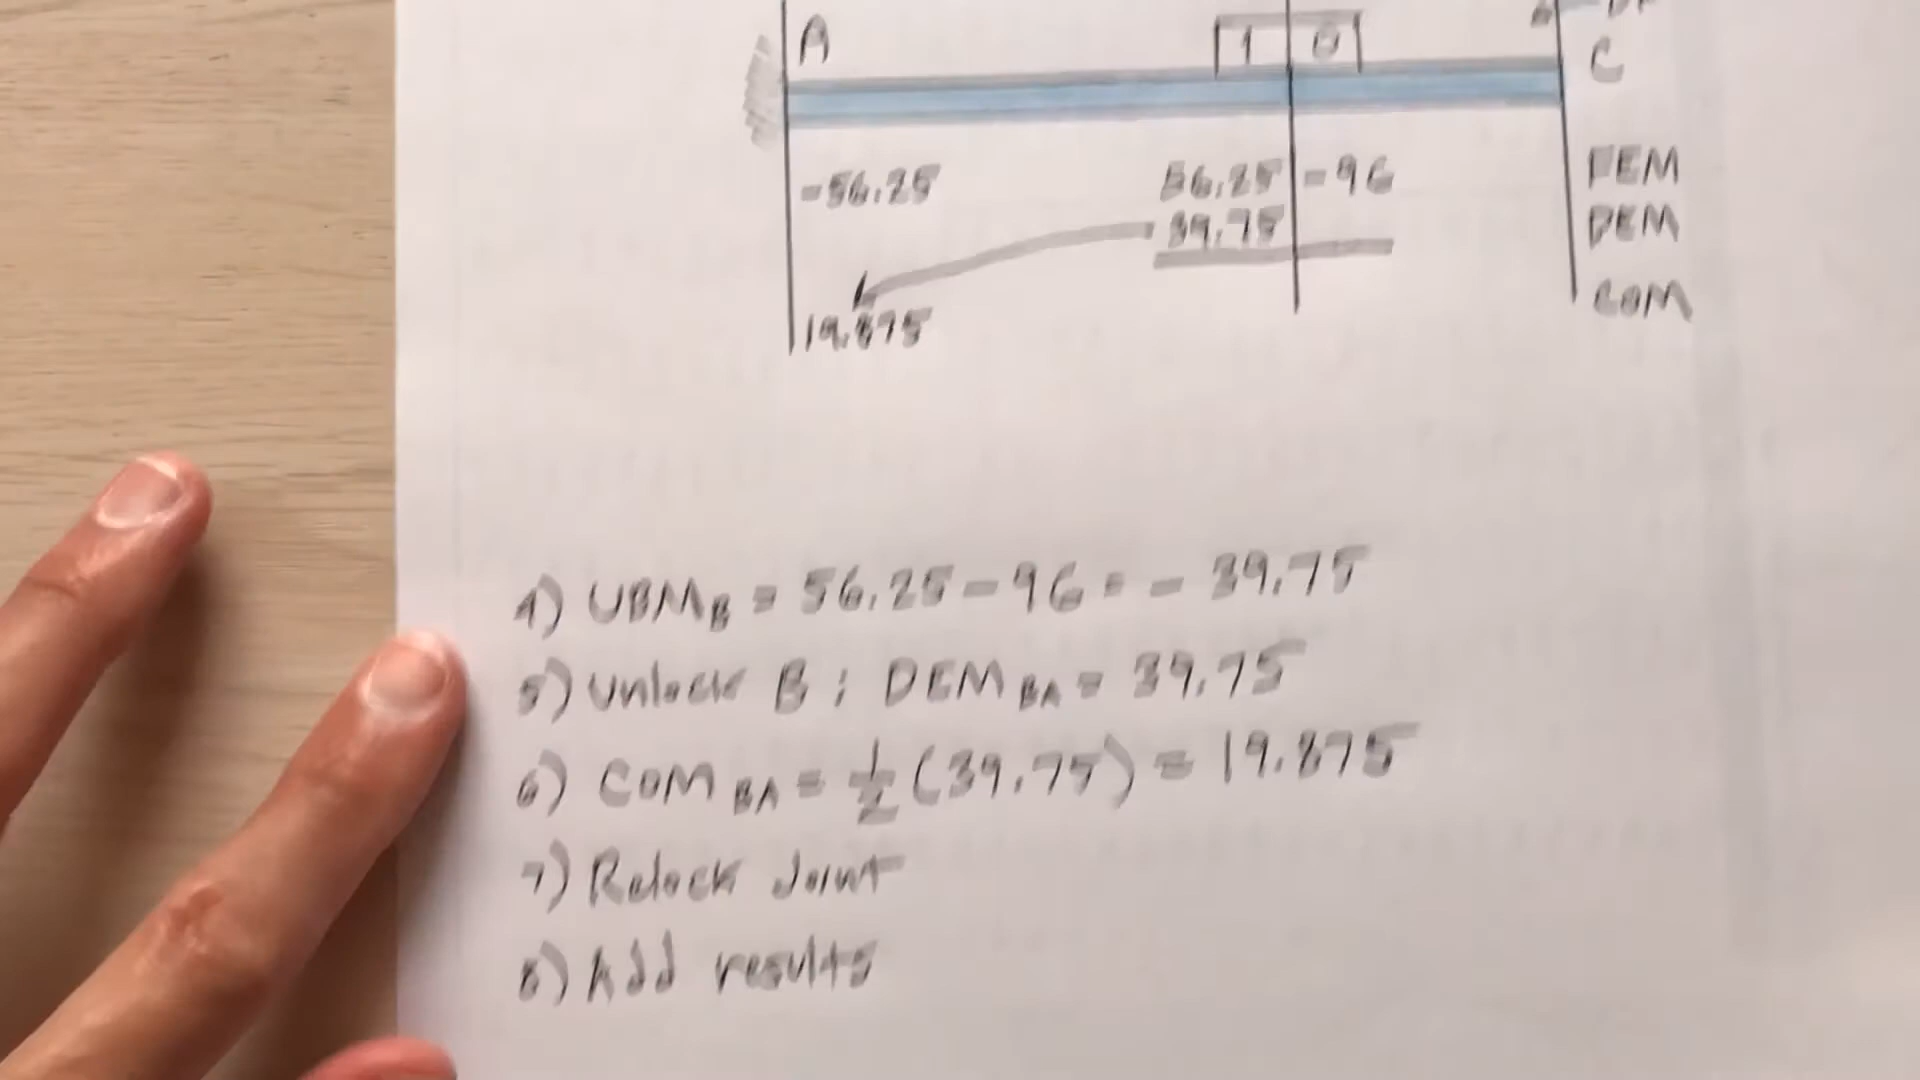 A
1 0
C
-56.25 56.25 -96 FEM
39.75 DEM
19.875 COM
4) UBM_B = 56.25 - 96 = - 39.75
5) Unlock B ; DEM_BA = 39.75
6) COM_BA = 1/2 (39.75) = 19.875
7) Relock Joint
8) Add results